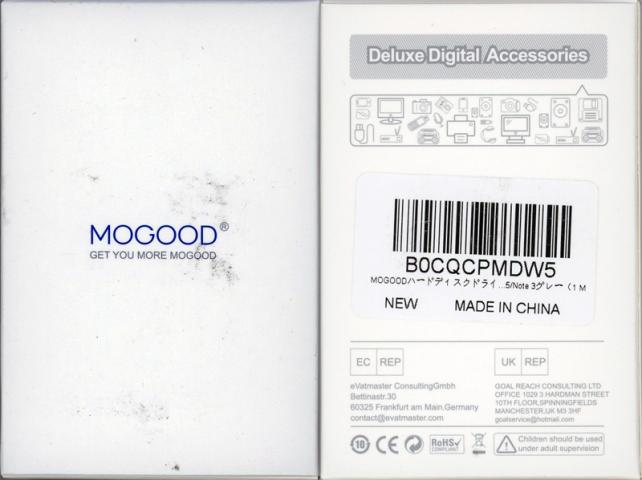 MOGOOD®
GET YOU MORE MOGOOD
Deluxe Digital Accessories
B0CQCPMDW5
MOGOODハードディスクドライ...5/Note 3グレー (1 M
NEW MADE IN CHINA
EC REP
eVatmaster ConsultingGmbh
Bettinastr.30
60325 Frankfurt am Main,Germany
contact@evatmaster.com
UK REP
GOAL REACH CONSULTING LTD
OFFICE 1029 3 HARDMAN STREET
10TH FLOOR,SPINNINGFIELDS
MANCHESTER,UK M3 3HF
goalservice@hotmail.com
10 CE RoHS
COMPLIANT
Children should be used
under adult supervision